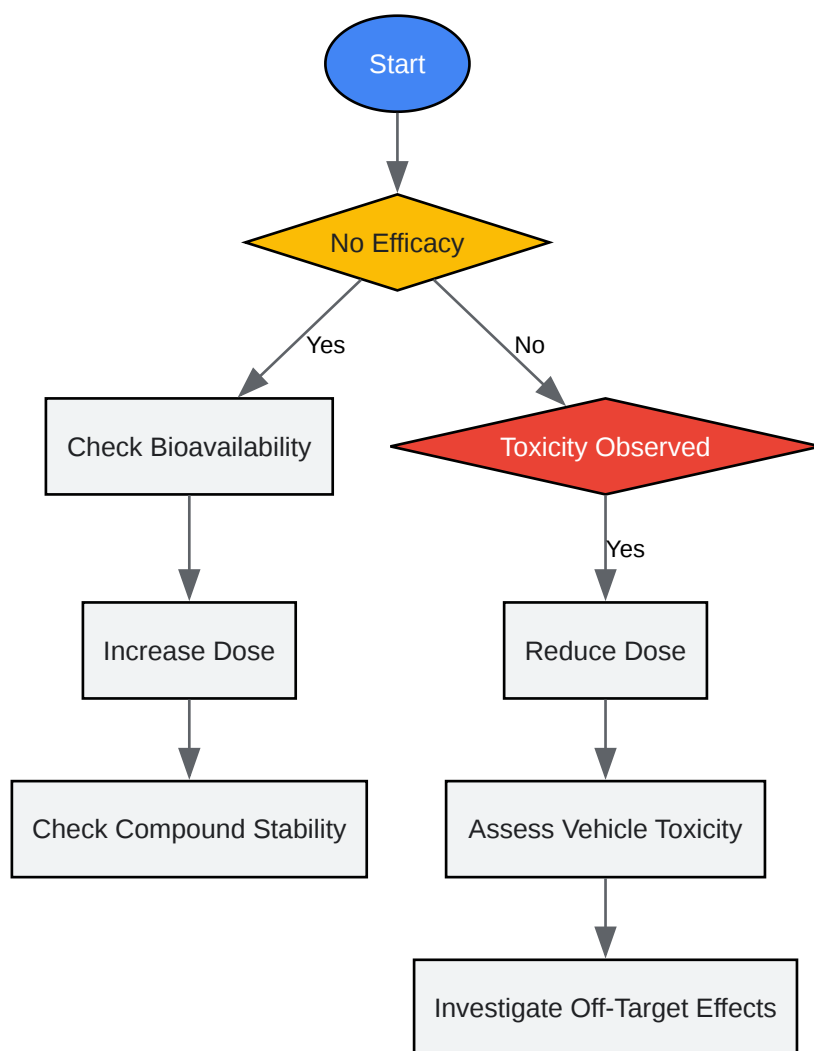 Start
No Efficacy
Yes
No
Check Bioavailability
Toxicity Observed
Yes
Increase Dose
Reduce Dose
Check Compound Stability
Assess Vehicle Toxicity
Investigate Off-Target Effects